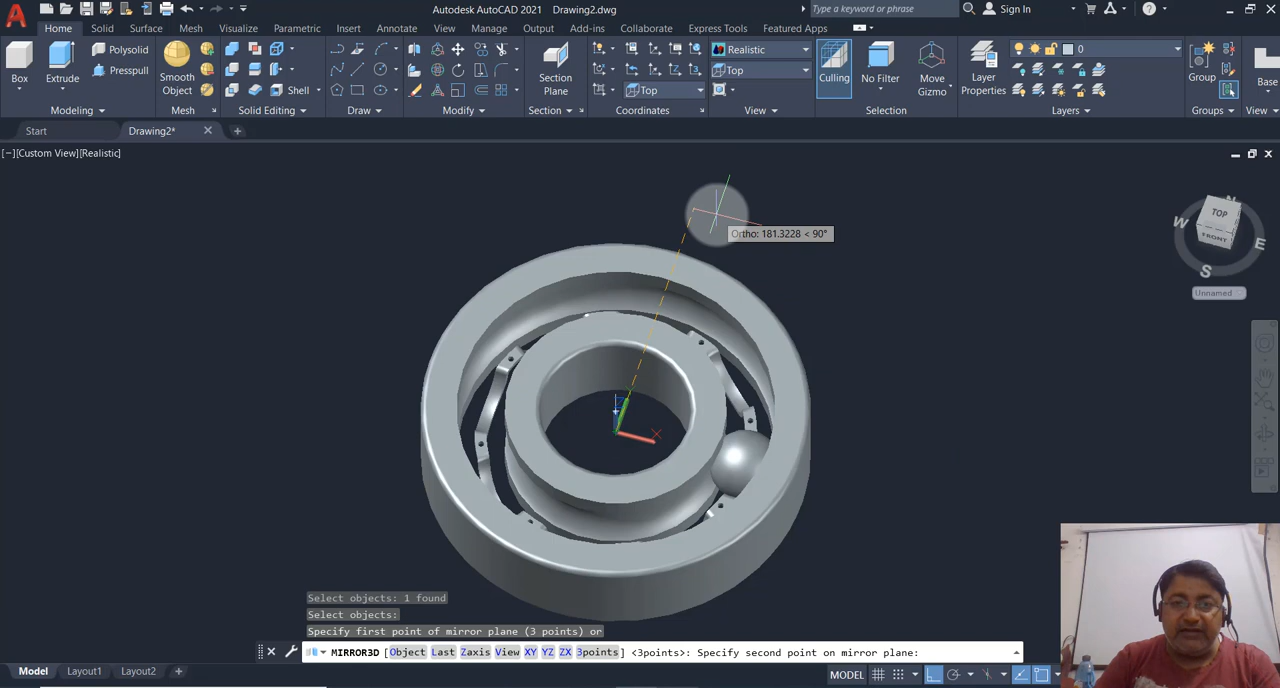 Autodesk AutoCAD 2021 Drawing2.dwg
Type a keyword or phrase
Sign In
Home Solid Surface Mesh Visualize Parametric Insert Annotate View Manage Output Add-ins Collaborate Express Tools Featured Apps
Box
Extrude
Polysolid
Presspull
Smooth Object
Shell
Section Plane
Top
Realistic
Top
Culling
No Filter
Move Gizmo
Layer Properties
0
Group
Base
Modeling Mesh Solid Editing Draw Modify Section Coordinates View Selection Layers Groups View
Start Drawing2* +
[−][Custom View][Realistic]
Ortho: 181.3228 < 90°
N
W
TOP
FRONT
E
S
Unnamed
X
Select objects: 1 found
Select objects:
Specify first point of mirror plane (3 points) or
MIRROR3D [Object Last Zaxis View XY YZ ZX 3points] <3points>: Specify second point on mirror plane:
Model Layout1 Layout2 +
MODEL